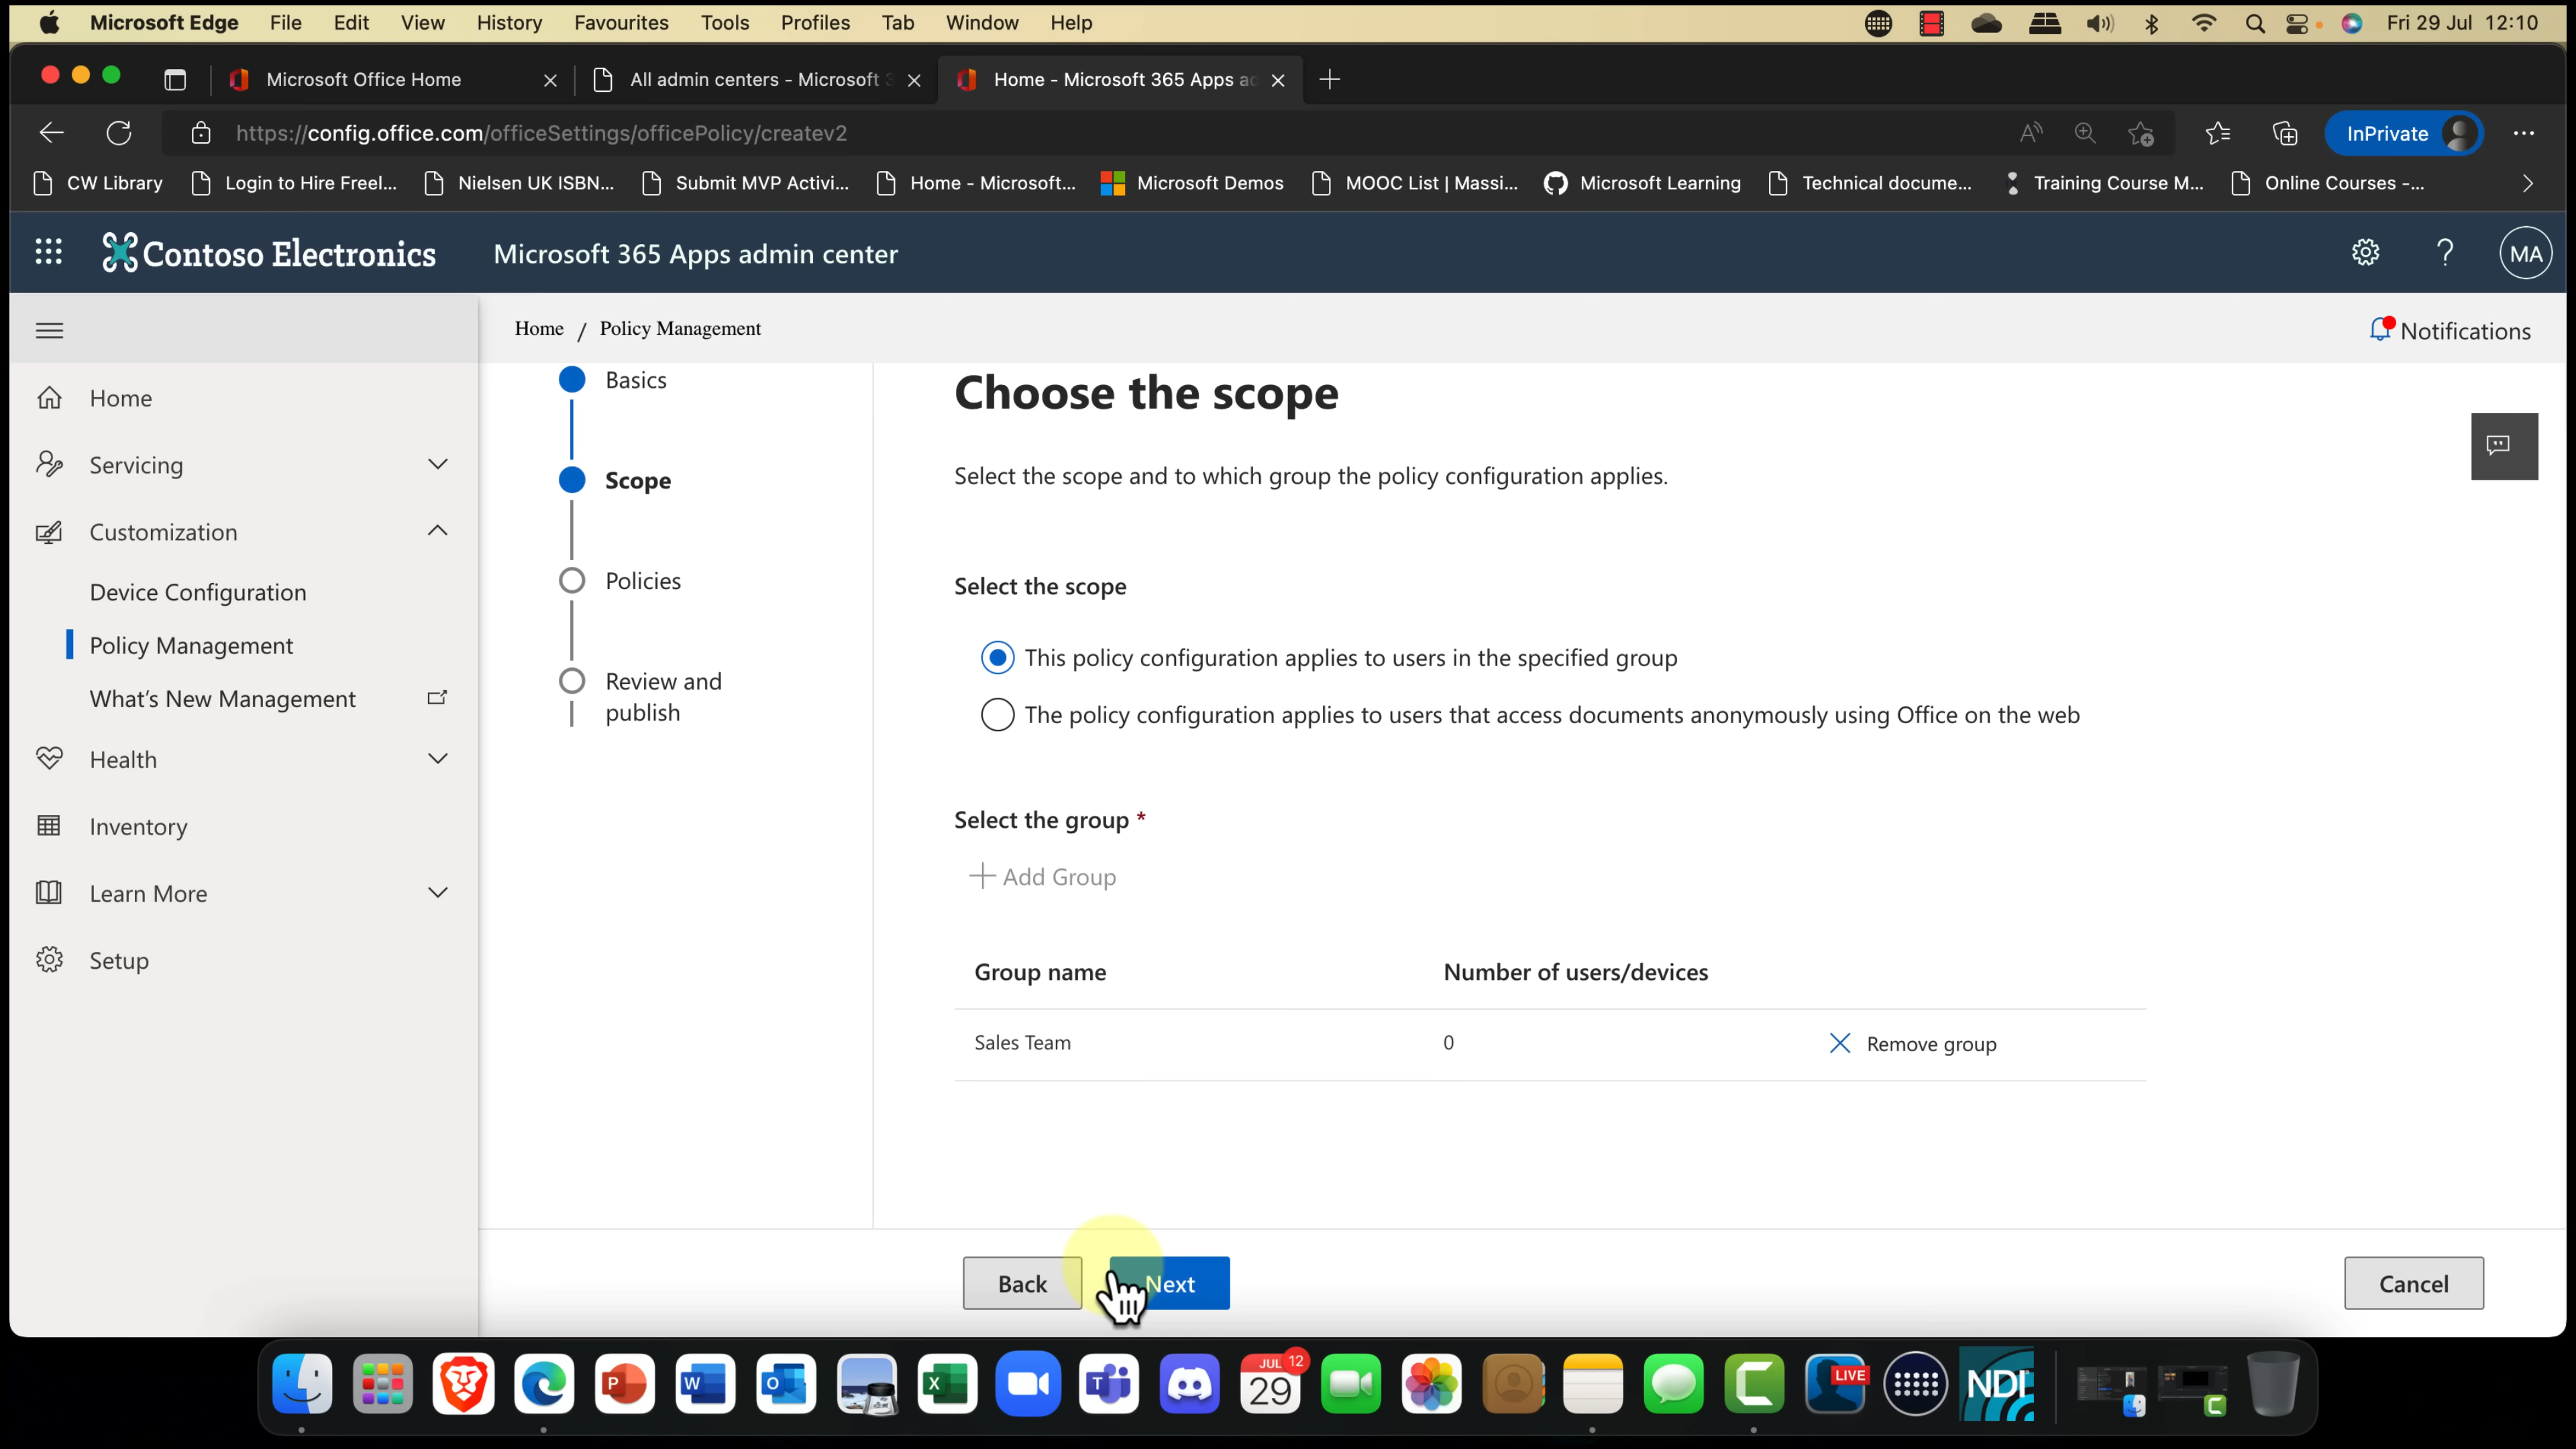 Microsoft Edge File Edit View History Favourites Tools Profiles Tab Window Help Fri 29 Jul 12:10
Microsoft Office Home All admin centers - Microsoft 3 Home - Microsoft 365 Apps ad
https://config.office.com/officeSettings/officePolicy/createv2 InPrivate
CW Library Login to Hire Freel... Nielsen UK ISBN... Submit MVP Activi... Home - Microsoft... Microsoft Demos MOOC List | Massi... Microsoft Learning Technical docume... Training Course M... Online Courses -...
Contoso Electronics Microsoft 365 Apps admin center ? MA
Home / Policy Management Notifications
Home
Servicing
Customization
Device Configuration
Policy Management
What's New Management
Health
Inventory
Learn More
Setup
Basics
Scope
Policies
Review and
publish
Choose the scope
Select the scope and to which group the policy configuration applies.
Select the scope
This policy configuration applies to users in the specified group
The policy configuration applies to users that access documents anonymously using Office on the web
Select the group *
Add Group
Group name Number of users/devices
Sales Team 0 Remove group
Back Next Cancel
P W O X T JUL 29 12 LIVE NDI